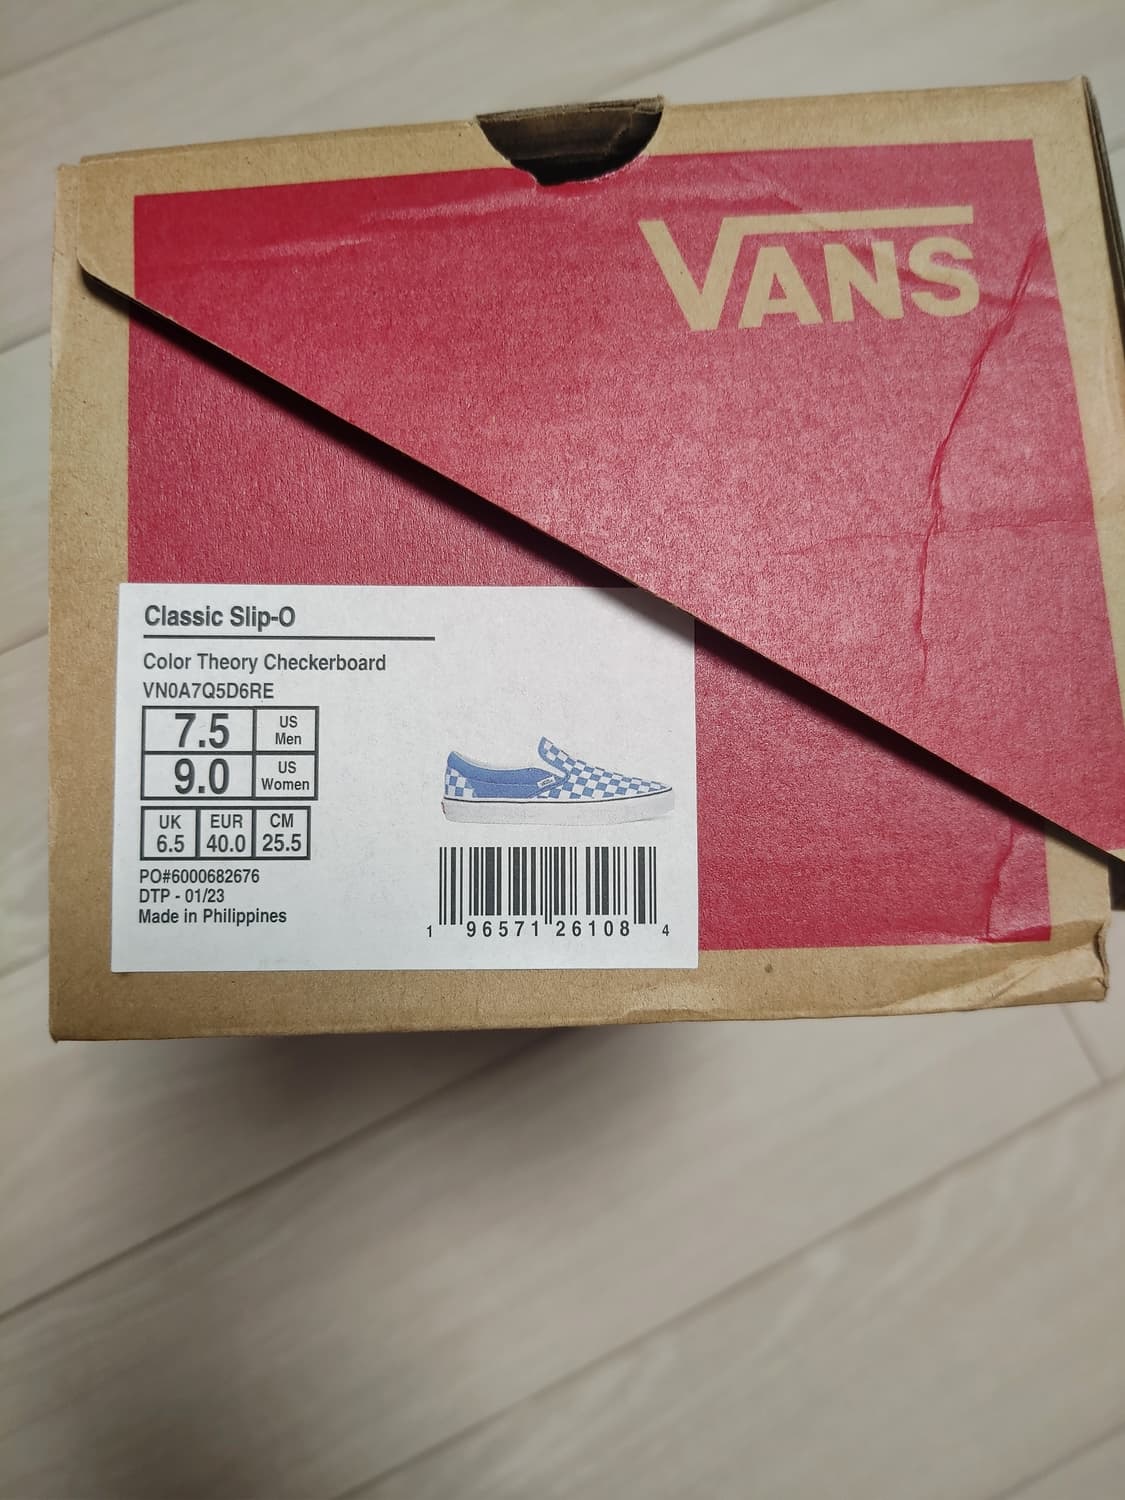 VANS
Classic Slip-O
Color Theory Checkerboard
VN0A7Q5D6RE
7.5 US Men
9.0 US Women
UK EUR CM
6.5 40.0 25.5
PO#6000682676
DTP - 01/23
Made in Philippines
1 96571 26108 4